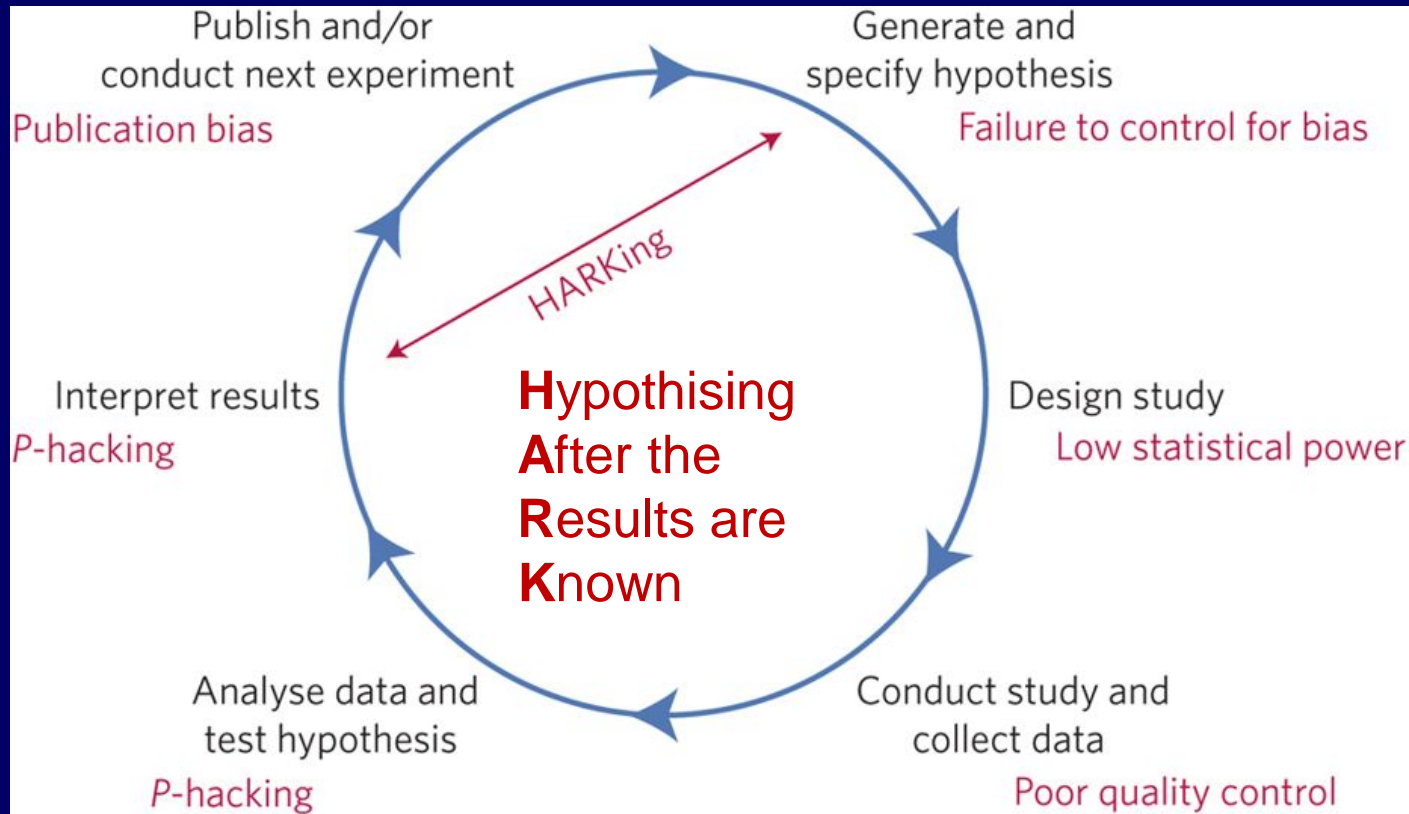 Publish and/or
conduct next experiment
Publication bias
Generate and
specify hypothesis
Failure to control for bias
HARKing
Interpret results
P-hacking
Hypothising
After the
Results are
Known
Design study
Low statistical power
Analyse data and
test hypothesis
P-hacking
Conduct study and
collect data
Poor quality control